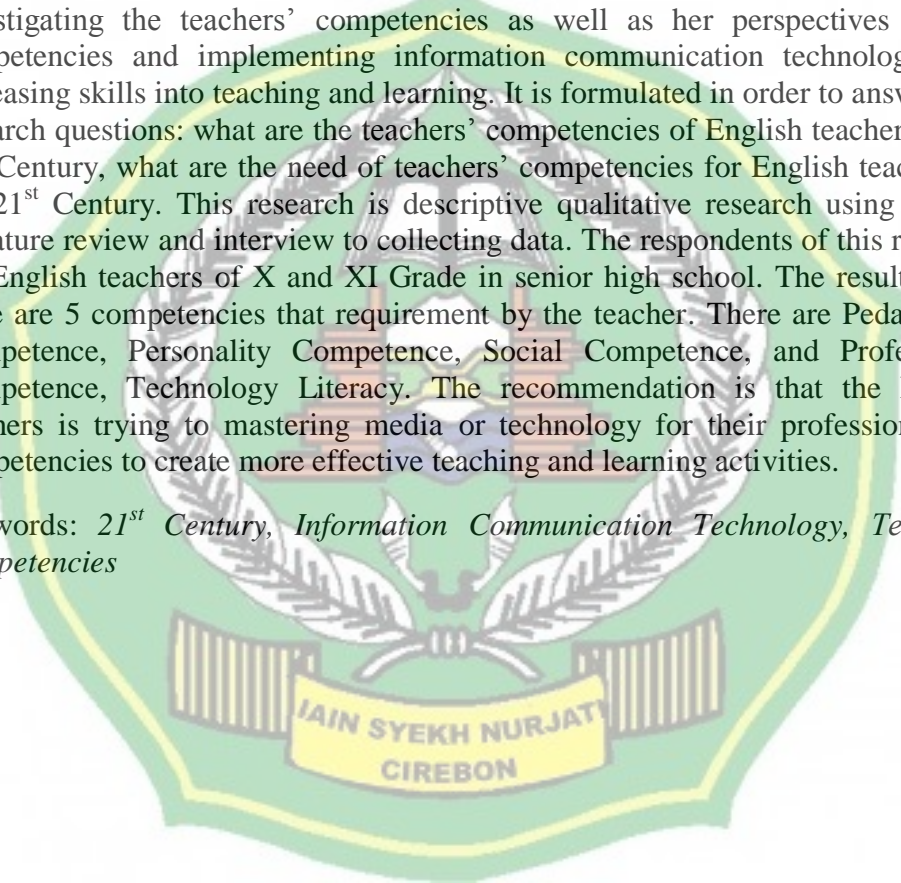 stigating the teachers’ competencies as well as her perspectives
petencies and implementing information communication technolog
easing skills into teaching and learning. It is formulated in order to answ
arch questions: what are the teachers’ competencies of English teacher
Century, what are the need of teachers’ competencies for English teac
21st Century. This research is descriptive qualitative research using
ature review and interview to collecting data. The respondents of this r
English teachers of X and XI Grade in senior high school. The result
e are 5 competencies that requirement by the teacher. There are Peda
petence, Personality Competence, Social Competence, and Profe
petence, Technology Literacy. The recommendation is that the
ners is trying to mastering media or technology for their profession
petencies to create more effective teaching and learning activities.
words: 21st Century, Information Communication Technology, Te
petencies
IAIN SYEKH NURJATI
CIREBON